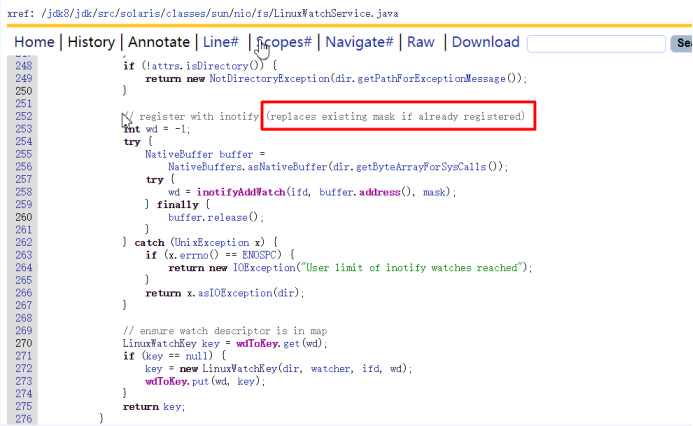 xref: /jdk8/jdk/src/solaris/classes/sun/nio/fs/LinuxWatchService.java
Home | History | Annotate | Line# | Scopes# | Navigate# | Raw | Download
248 if (!attrs.isDirectory()) {
249 return new NotDirectoryException(dir.getPathForExceptionMessage());
250 }
251
252 // register with inotify (replaces existing mask if already registered)
253 int wd = -1;
254 try {
255 NativeBuffer buffer =
256 NativeBuffers.asNativeBuffer(dir.getByteArrayForSysCalls());
257 try {
258 wd = inotifyAddWatch(ifd, buffer.address(), mask);
259 } finally {
260 buffer.release();
261 }
262 } catch (UnixException x) {
263 if (x.errno() == ENOSPC) {
264 return new IOException("User limit of inotify watches reached");
265 }
266 return x.asIOException(dir);
267 }
268
269 // ensure watch descriptor is in map
270 LinuxWatchKey key = wdToKey.get(wd);
271 if (key == null) {
272 key = new LinuxWatchKey(dir, watcher, ifd, wd);
273 wdToKey.put(wd, key);
274 }
275 return key;
276 }